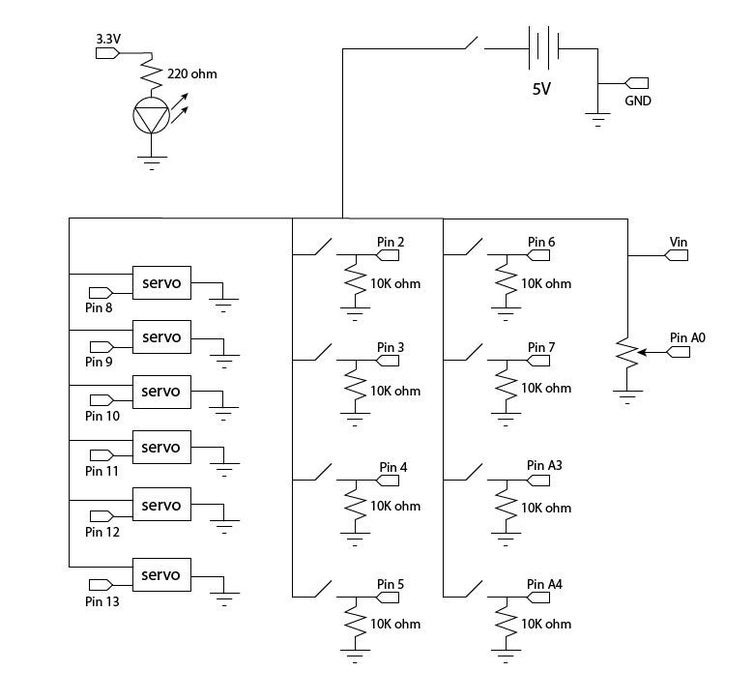 3.3V
220 ohm
5V
GND
Pin 2
10K ohm
Pin 6
10K ohm
Vin
servo
Pin 8
Pin 3
10K ohm
Pin 7
10K ohm
Pin A0
servo
Pin 9
servo
Pin 10
servo
Pin 11
Pin 4
10K ohm
Pin A3
10K ohm
servo
Pin 12
servo
Pin 13
Pin 5
10K ohm
Pin A4
10K ohm